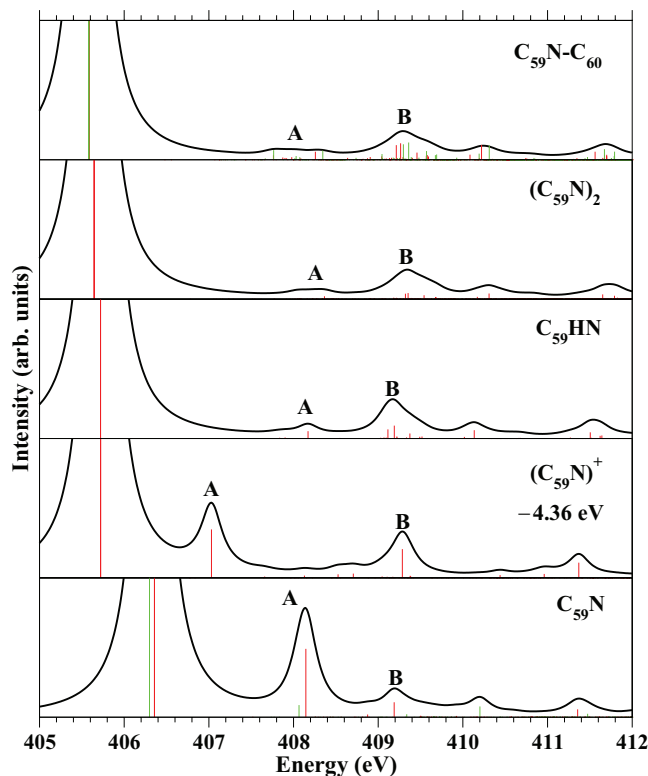 C₅₉N-C₆₀
A
B
(C₅₉N)₂
A
B
C₅₉HN
A
B
(C₅₉N)⁺
−4.36 eV
A
B
C₅₉N
A
B
Intensity (arb. units)
405 406 407 408 409 410 411 412
Energy (eV)